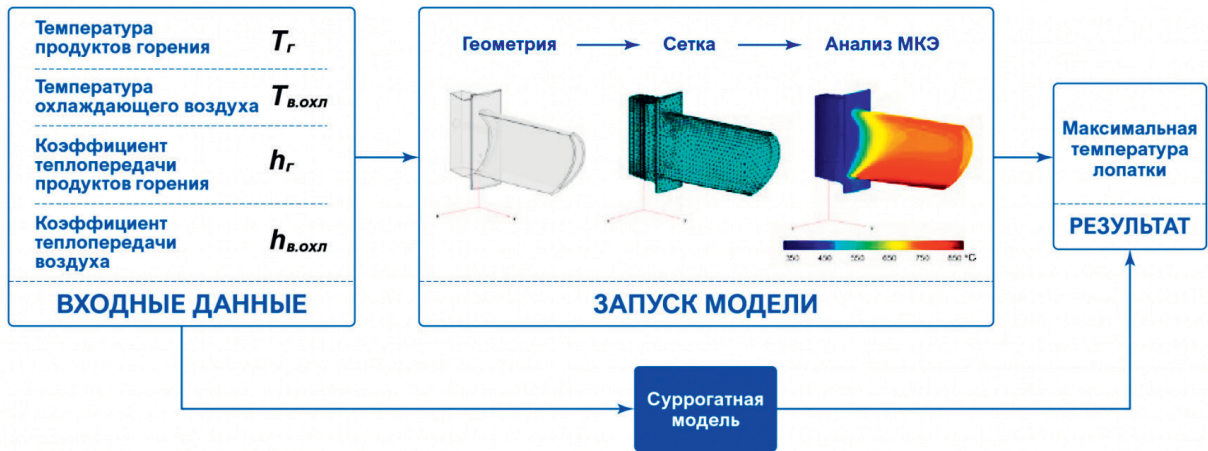 Температура
продуктов горения
Tг
Температура
охлаждающего воздуха
Tв.охл
Коэффициент
теплопередачи
продуктов горения
hг
Коэффициент
теплопередачи
воздуха
hв.охл
ВХОДНЫЕ ДАННЫЕ
Геометрия
Сетка
Анализ МКЭ
350 450 550 650 750 850 °C
ЗАПУСК МОДЕЛИ
Максимальная
температура
лопатки
РЕЗУЛЬТАТ
Суррогатная
модель